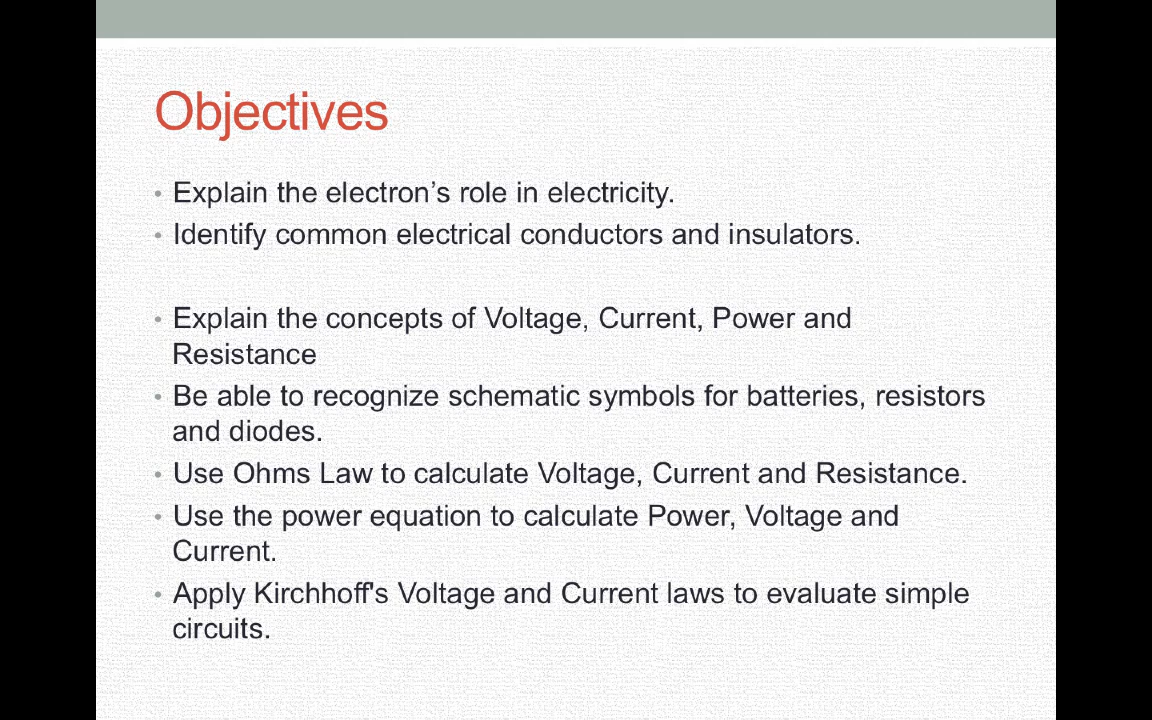 Objectives
• Explain the electron’s role in electricity.
• Identify common electrical conductors and insulators.
• Explain the concepts of Voltage, Current, Power and
Resistance
• Be able to recognize schematic symbols for batteries, resistors
and diodes.
• Use Ohms Law to calculate Voltage, Current and Resistance.
• Use the power equation to calculate Power, Voltage and
Current.
• Apply Kirchhoff's Voltage and Current laws to evaluate simple
circuits.